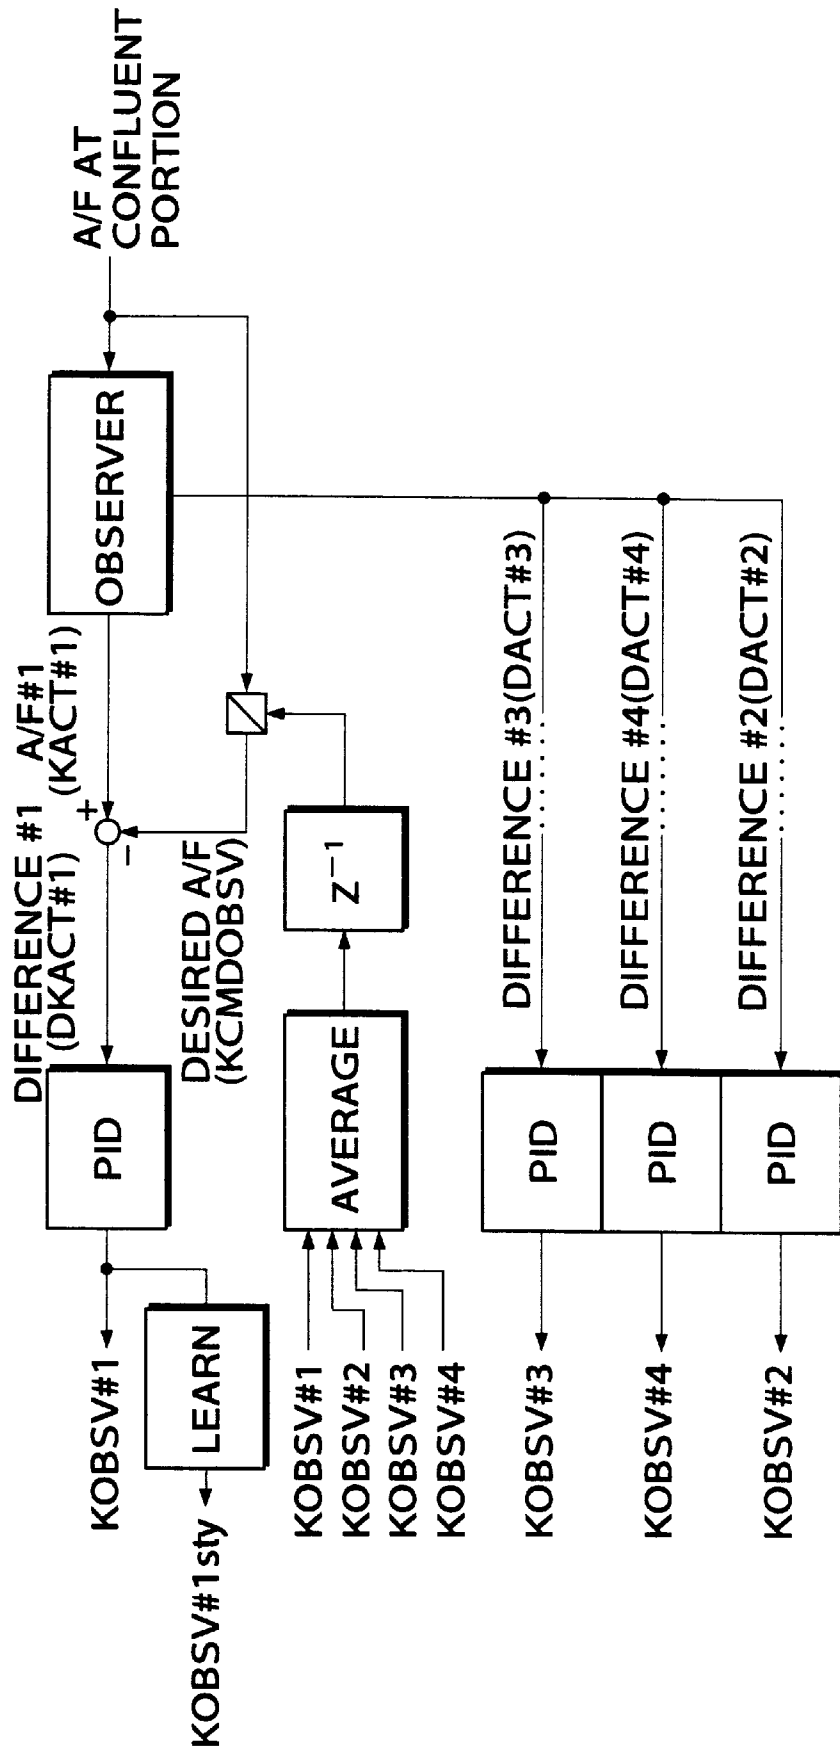 KOBSV#1
KOBSV#1sty
LEARN
PID
DIFFERENCE #1
(DKACT#1)
A/F#1
(KACT#1)
+
−
OBSERVER
A/F AT
CONFLUENT
PORTION
DESIRED A/F
(KCMDOBSV)
KOBSV#1
KOBSV#2
KOBSV#3
KOBSV#4
AVERAGE
Z⁻¹
KOBSV#3
PID
DIFFERENCE #3(DACT#3)
KOBSV#4
PID
DIFFERENCE #4(DACT#4)
KOBSV#2
PID
DIFFERENCE #2(DACT#2)